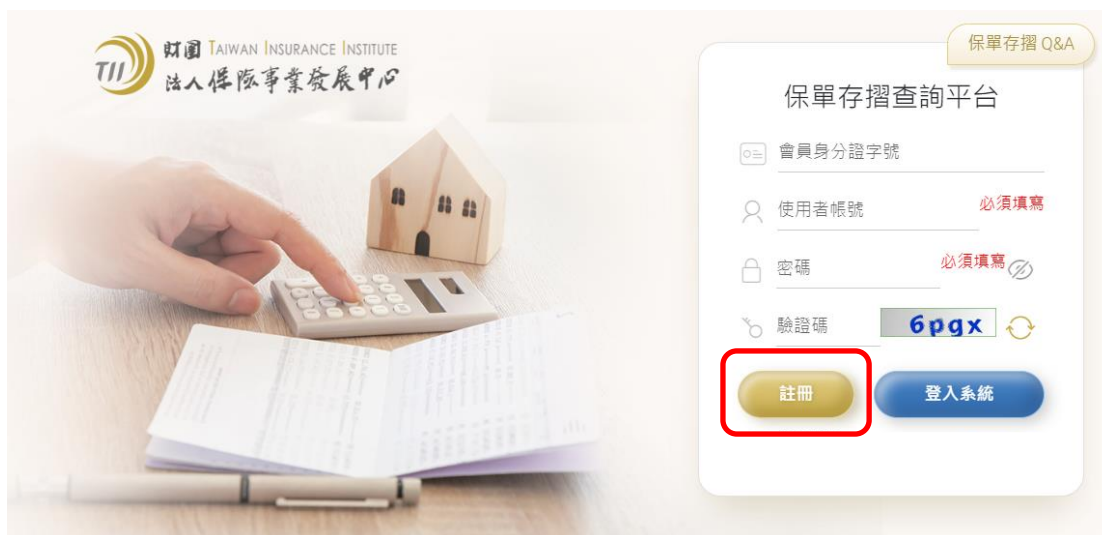 TII
財團 TAIWAN INSURANCE INSTITUTE
法人保險事業發展中心
保單存摺 Q&A
保單存摺查詢平台
會員身分證字號
使用者帳號 必須填寫
密碼 必須填寫
驗證碼 6pgx
註冊 登入系統